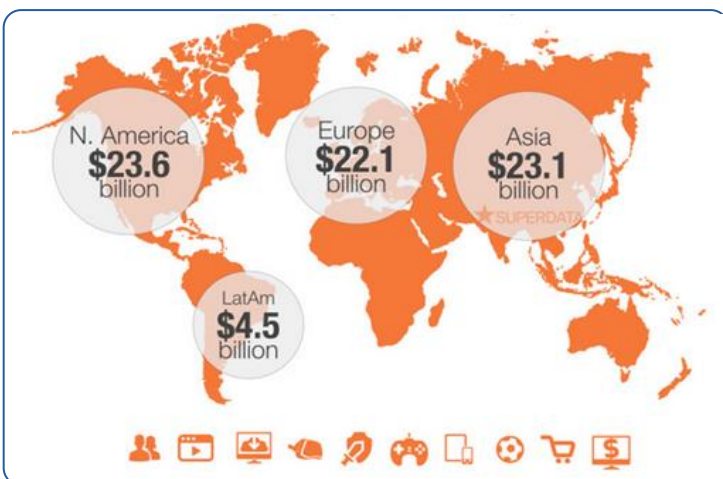 N. America
$23.6
billion
Europe
$22.1
billion
Asia
$23.1
billion
SUPERDATA
LatAm
$4.5
billion
$